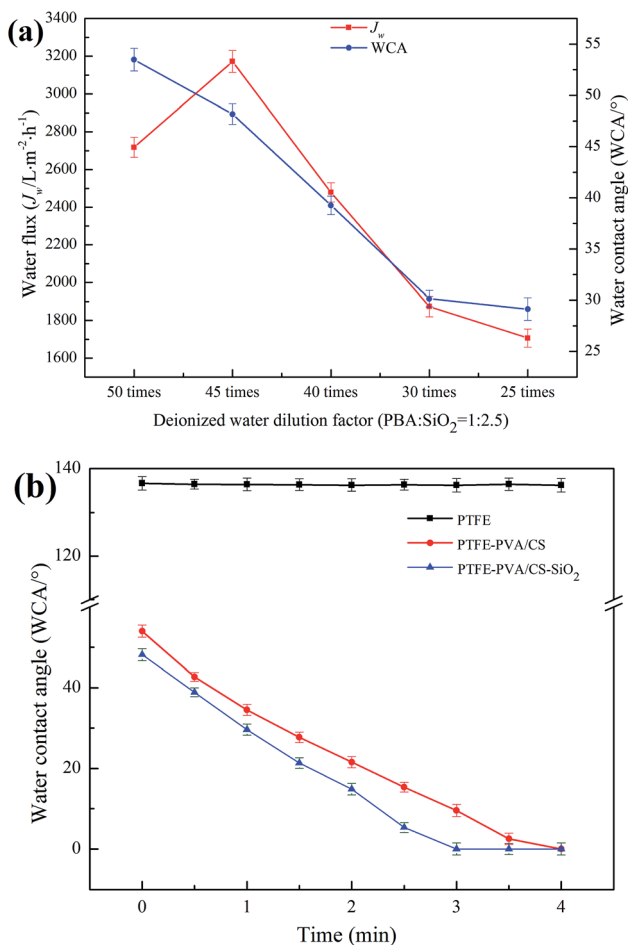 (a)
J_w
WCA
3400
3200
3000
2800
2600
2400
2200
2000
1800
1600
Water flux (J_w/L·m⁻²·h⁻¹)
55
50
45
40
35
30
25
Water contact angle (WCA/°)
50 times 45 times 40 times 30 times 25 times
Deionized water dilution factor (PBA:SiO₂=1:2.5)
(b)
140
120
40
20
0
Water contact angle (WCA/°)
PTFE
PTFE-PVA/CS
PTFE-PVA/CS-SiO₂
0 1 2 3 4
Time (min)